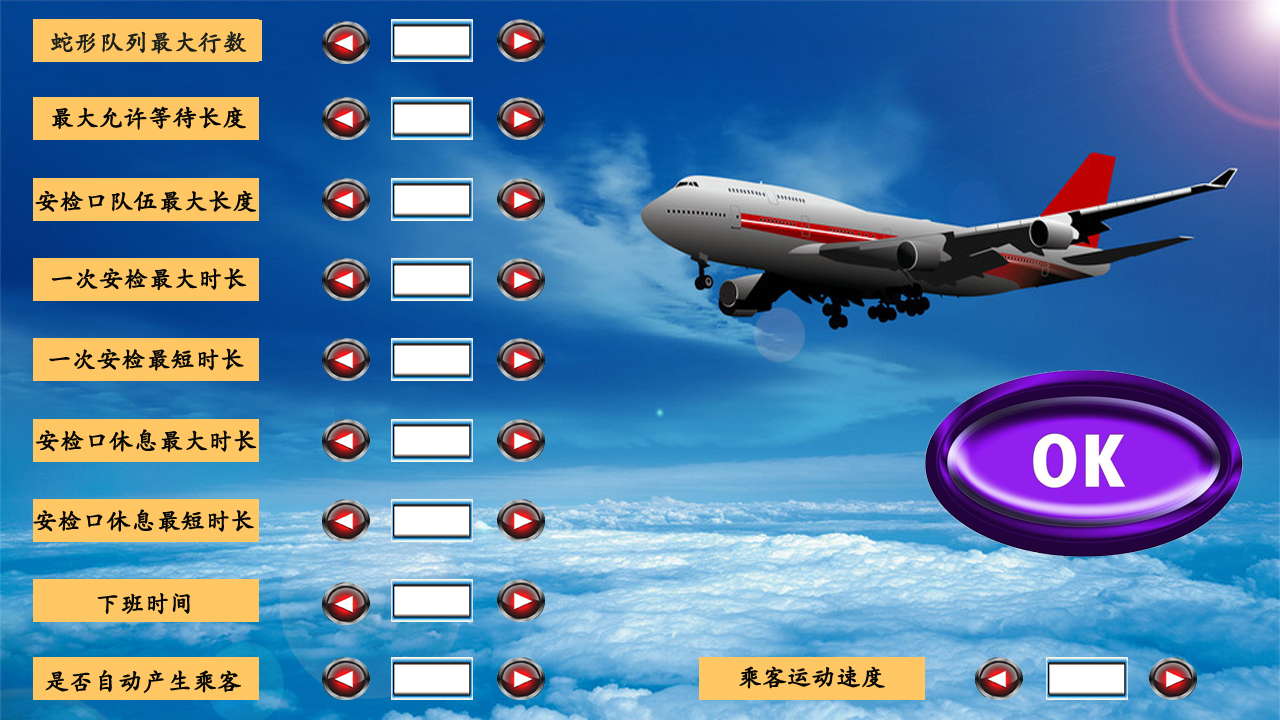 蛇形队列最大行数
最大允许等待长度
安检口队伍最大长度
一次安检最大时长
一次安检最短时长
安检口休息最大时长
安检口休息最短时长
下班时间
是否自动产生乘客
乘客运动速度
OK